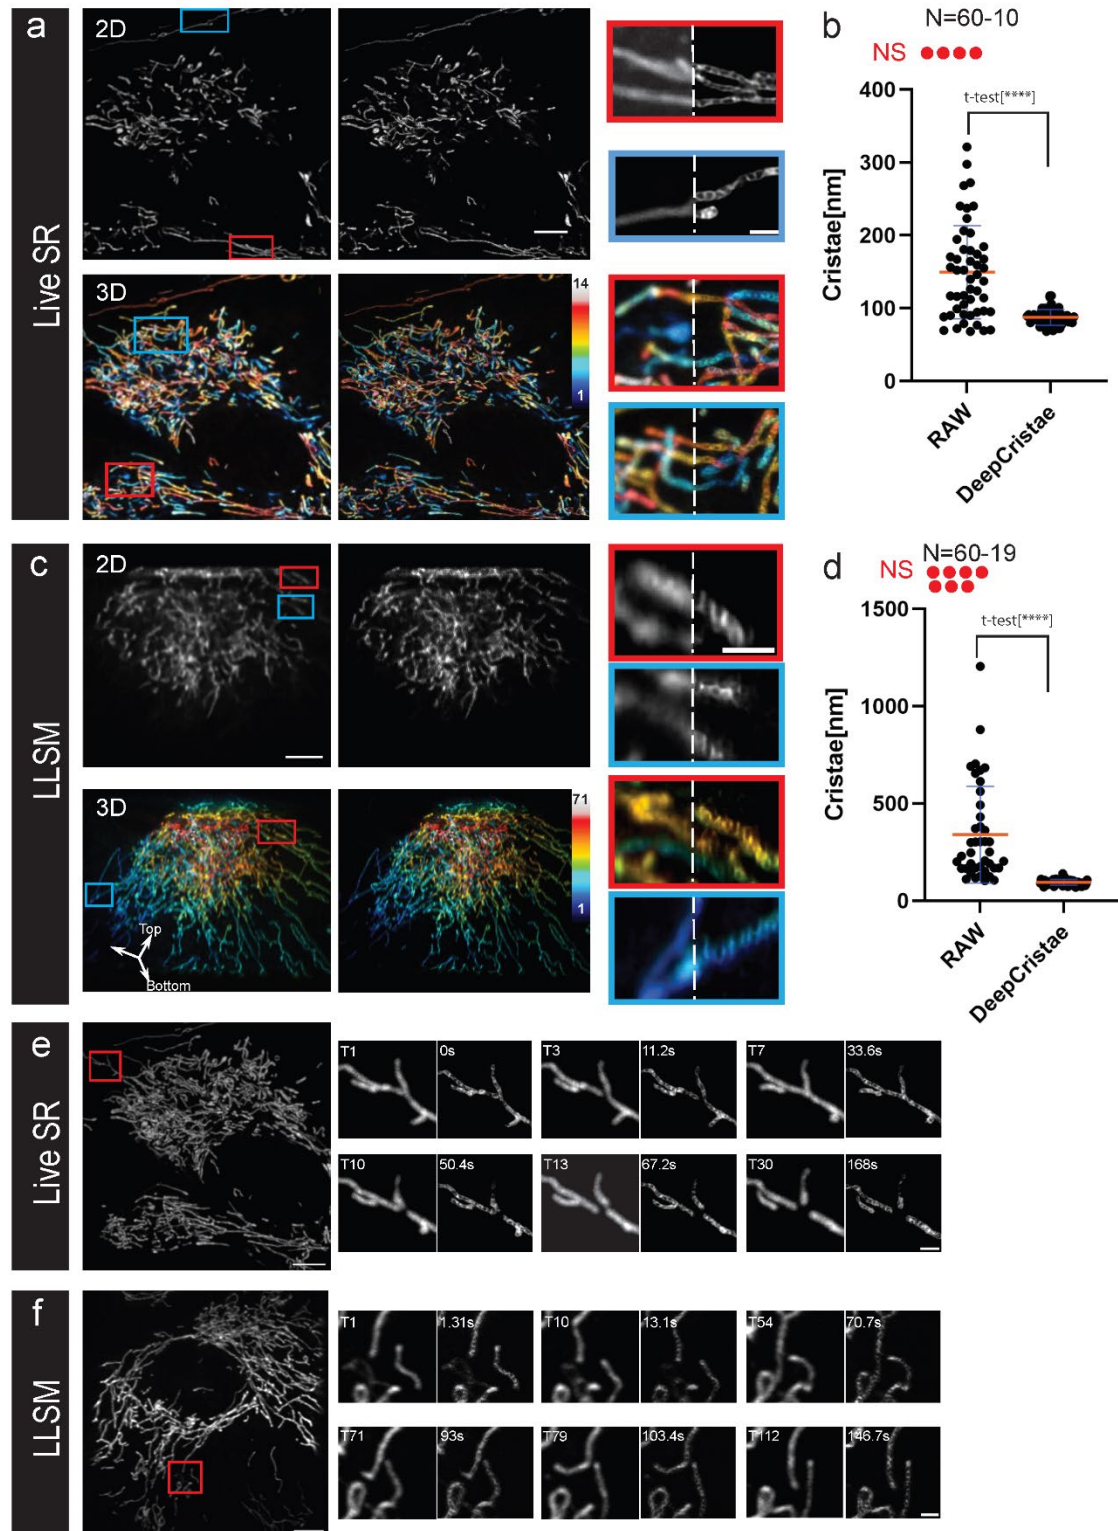 a
Live SR
2D
3D
14
1
b
N=60-10
NS
t-test[****]
400
300
200
100
0
Cristae[nm]
RAW
DeepCristae
c
LLSM
2D
3D
Top
Bottom
71
1
d
N=60-19
NS
t-test[****]
1500
1000
500
0
Cristae[nm]
RAW
DeepCristae
e
Live SR
T1 0s T3 11.2s T7 33.6s
T10 50.4s T13 67.2s T30 168s
f
LLSM
T1 1.31s T10 13.1s T54 70.7s
T71 93s T79 103.4s T112 146.7s